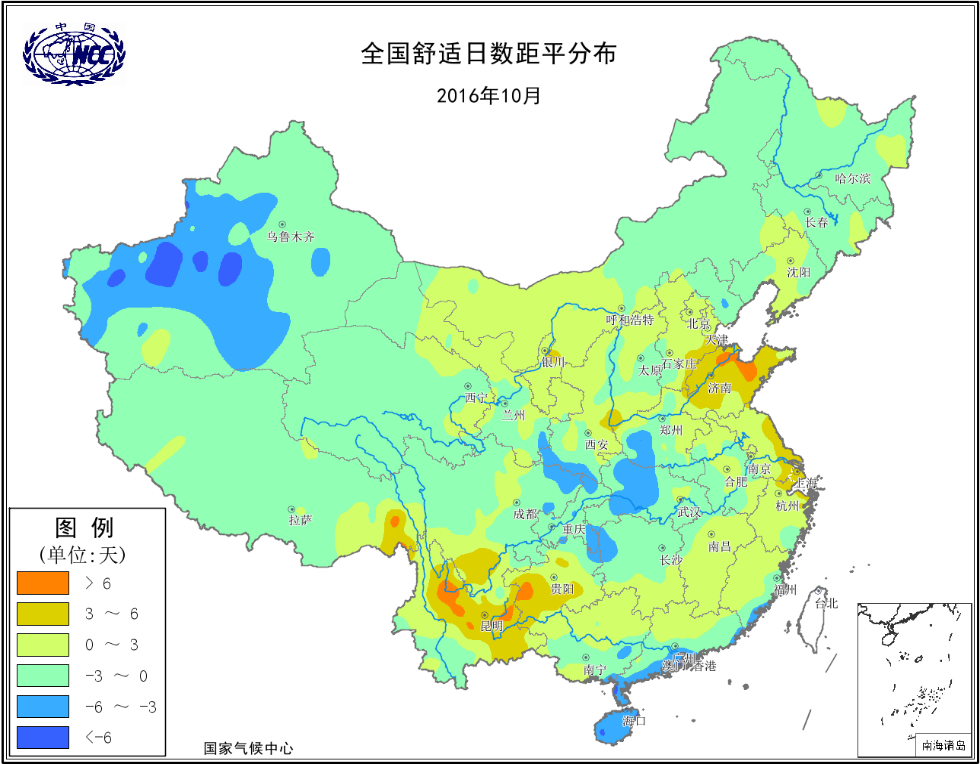 中国
NCC
全国舒适日数距平分布
2016年10月
哈尔滨
长春
乌鲁木齐
沈阳
呼和浩特
北京
天津
银川
太原
石家庄
济南
西宁
兰州
西安
郑州
南京
合肥
上海
杭州
拉萨
成都
重庆
武汉
南昌
长沙
贵阳
福州
台北
昆明
南宁
广州
澳门
香港
海口
图 例
(单位:天)
> 6
3 ～ 6
0 ～ 3
-3 ～ 0
-6 ～ -3
<-6
国家气候中心
南海诸岛